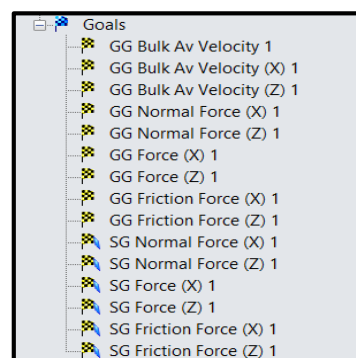 Goals
GG Bulk Av Velocity 1
GG Bulk Av Velocity (X) 1
GG Bulk Av Velocity (Z) 1
GG Normal Force (X) 1
GG Normal Force (Z) 1
GG Force (X) 1
GG Force (Z) 1
GG Friction Force (X) 1
GG Friction Force (Z) 1
SG Normal Force (X) 1
SG Normal Force (Z) 1
SG Force (X) 1
SG Force (Z) 1
SG Friction Force (X) 1
SG Friction Force (Z) 1